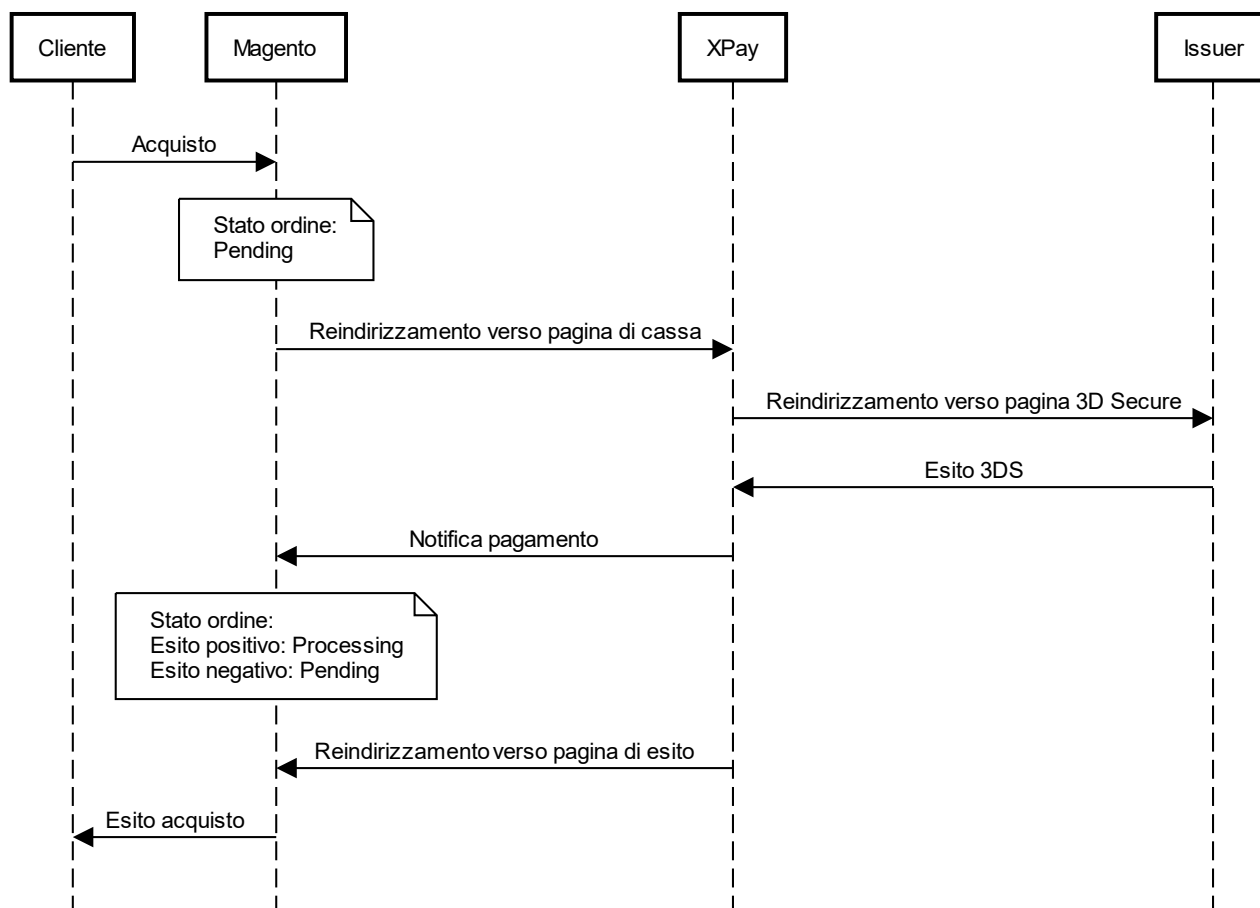 Cliente
Magento
XPay
Issuer
Acquisto
Stato ordine:
Pending
Reindirizzamento verso pagina di cassa
Reindirizzamento verso pagina 3D Secure
Esito 3DS
Notifica pagamento
Stato ordine:
Esito positivo: Processing
Esito negativo: Pending
Reindirizzamento verso pagina di esito
Esito acquisto